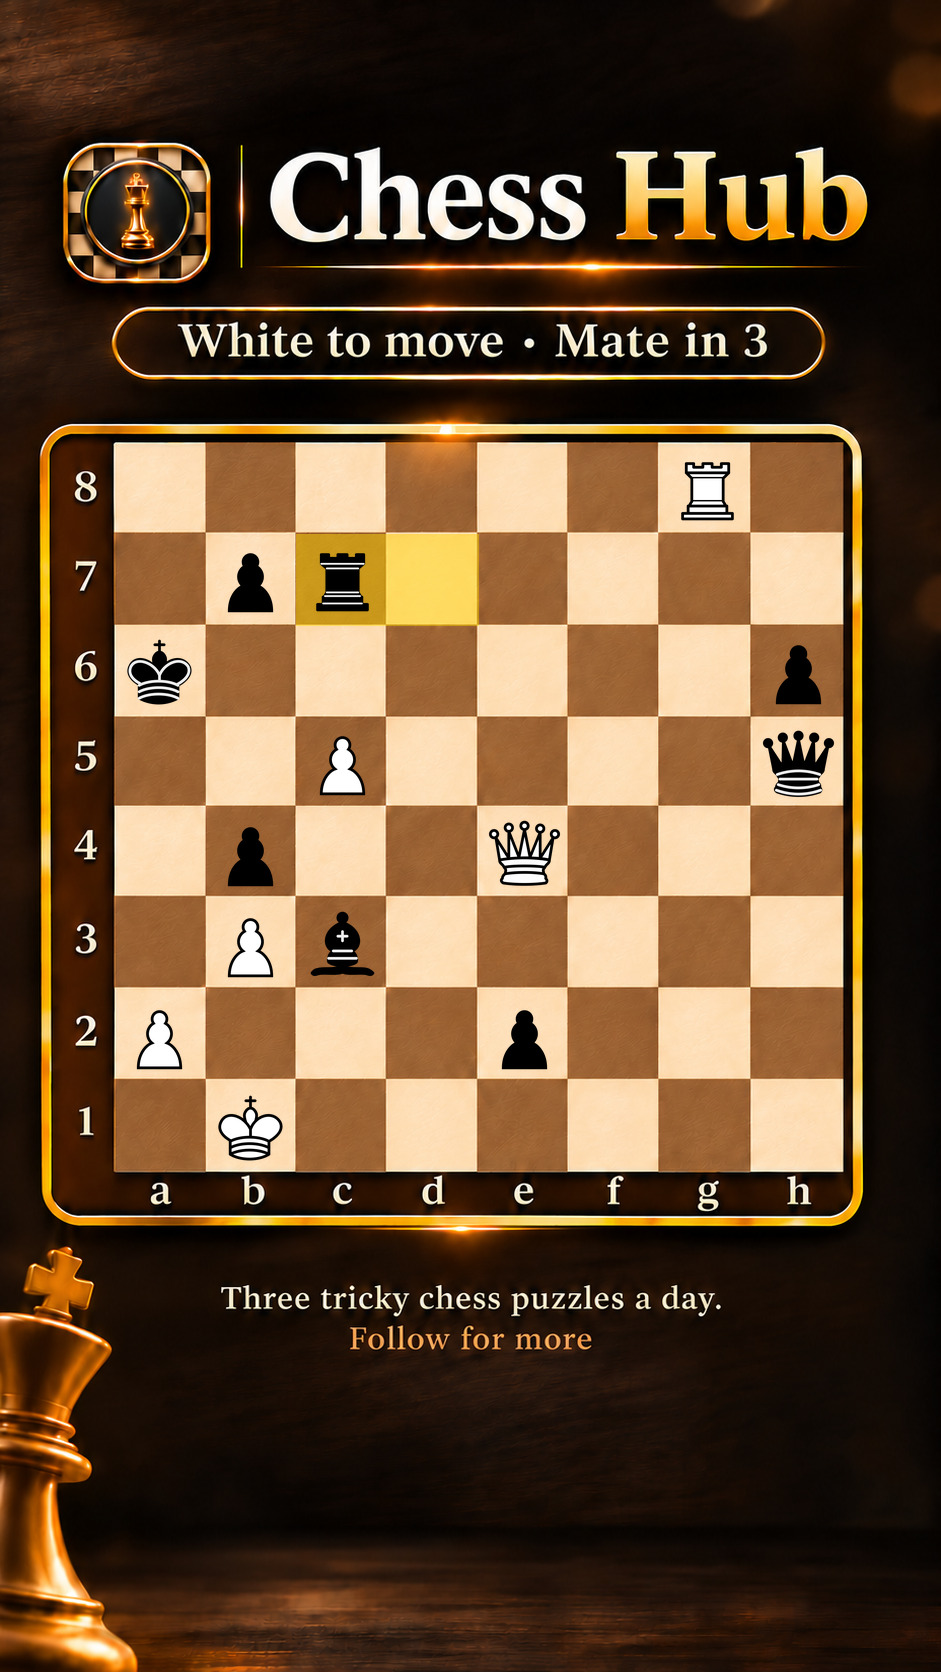 Chess Hub
White to move • Mate in 3
8
7
6
5
4
3
2
1
a b c d e f g h
Three tricky chess puzzles a day.
Follow for more